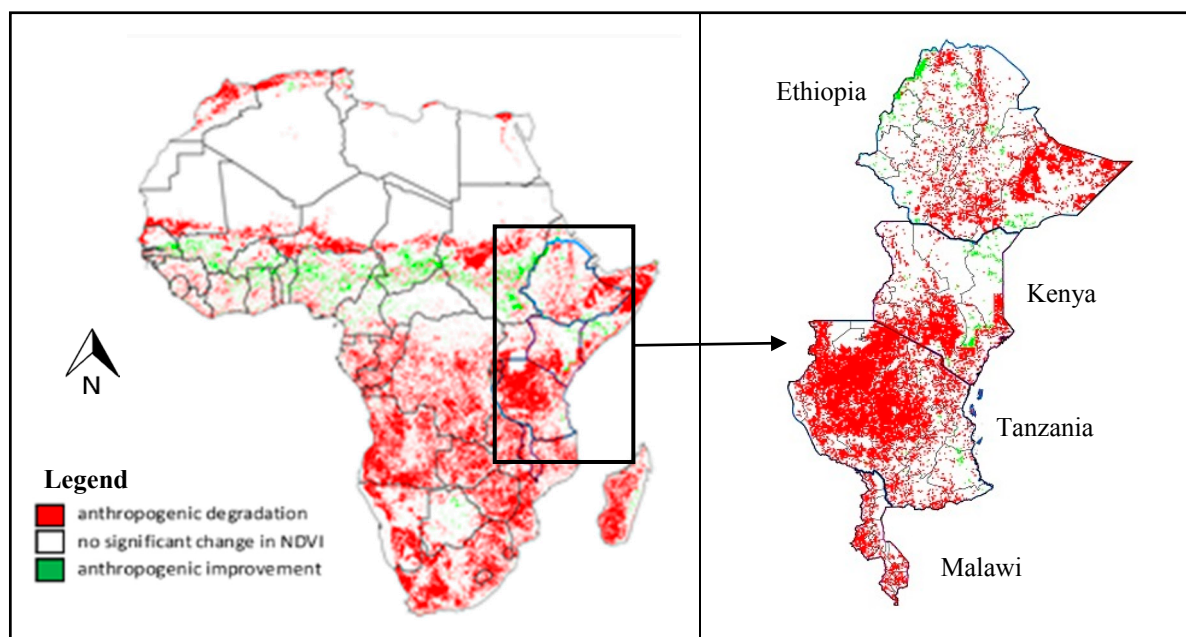 N
Legend
anthropogenic degradation
no significant change in NDVI
anthropogenic improvement
Ethiopia
Kenya
Tanzania
Malawi